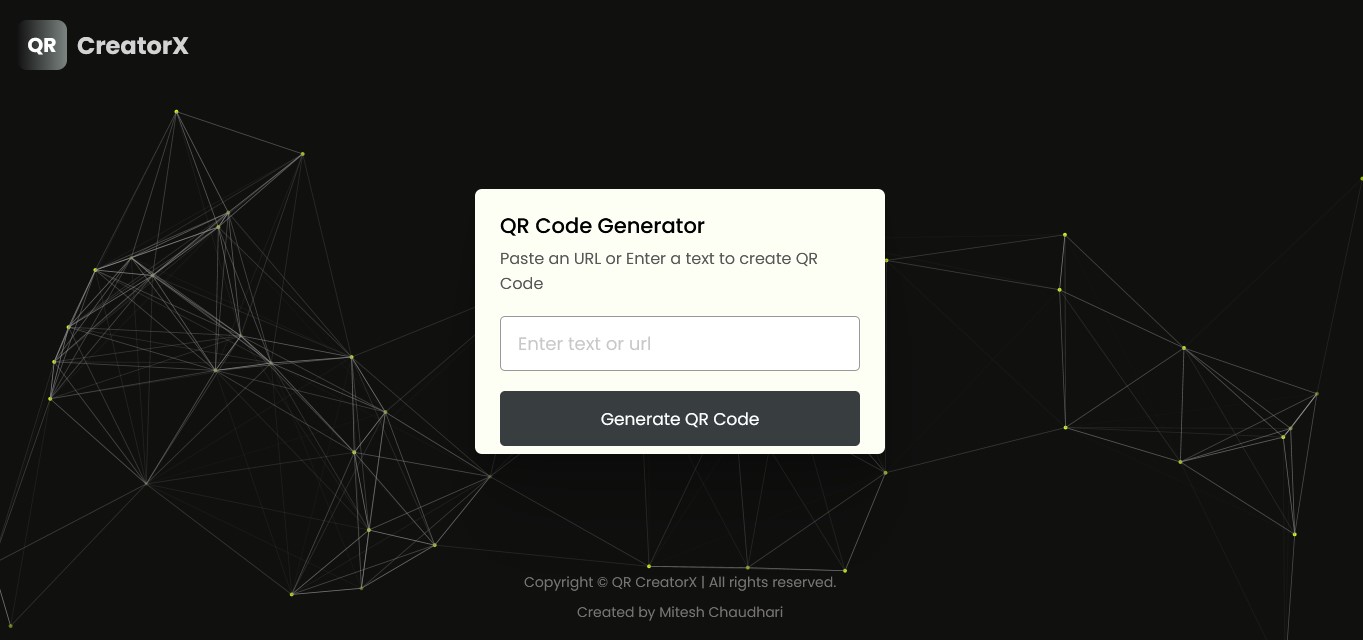 QR CreatorX
QR Code Generator
Paste an URL or Enter a text to create QR
Code
Enter text or url
Generate QR Code
Copyright © QR CreatorX | All rights reserved.
Created by Mitesh Chaudhari